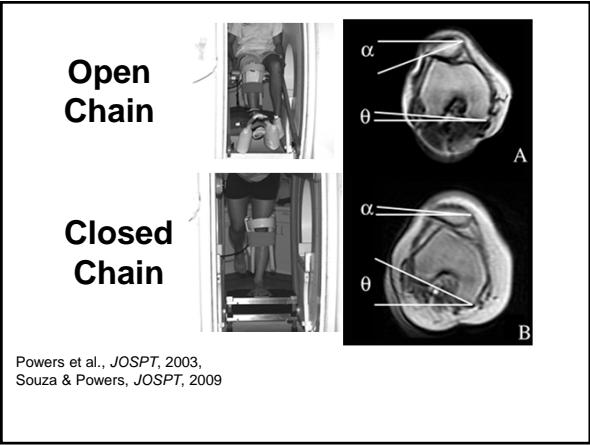 Open
Chain
α
θ
A
Closed
Chain
α
θ
B
Powers et al., JOSPT, 2003,
Souza & Powers, JOSPT, 2009